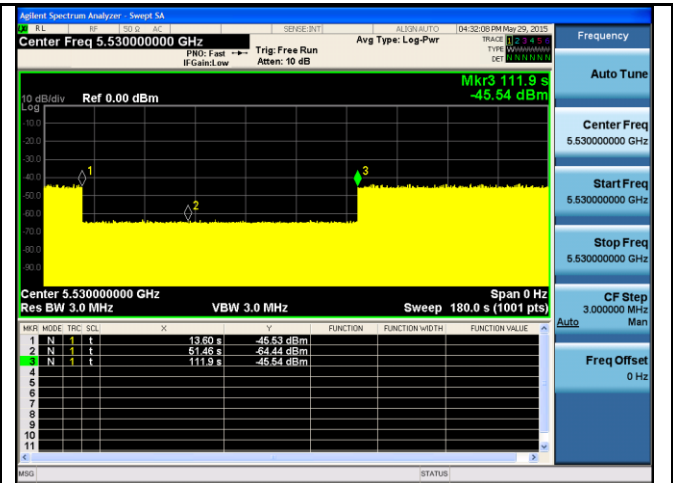 Agilent Spectrum Analyzer - Swept SA
RL RF 50 Ω AC SENSE:INT ALIGN AUTO 04:32:08 PM May 29, 2015
Center Freq 5.530000000 GHz
PNO: Fast
IFGain:Low
Trig: Free Run
Atten: 10 dB
Avg Type: Log-Pwr
TRACE 1 2 3 4 5 6
TYPE
DET N N N N N N
Mkr3 111.9 s
-45.54 dBm
10 dB/div Ref 0.00 dBm
Log
-10.0
-20.0
-30.0
-40.0
-50.0
-60.0
-70.0
-80.0
-90.0
1
2
3
Center 5.530000000 GHz Span 0 Hz
Res BW 3.0 MHz VBW 3.0 MHz Sweep 180.0 s (1001 pts)
MKR MODE TRC SCL X Y FUNCTION FUNCTION WIDTH FUNCTION VALUE
1 N 1 t 13.60 s -45.53 dBm
2 N 1 t 51.46 s -64.44 dBm
3 N 1 t 111.9 s -45.54 dBm
4
5
6
7
8
9
10
11
MSG STATUS
Frequency
Auto Tune
Center Freq
5.530000000 GHz
Start Freq
5.530000000 GHz
Stop Freq
5.530000000 GHz
CF Step
3.000000 MHz
Auto Man
Freq Offset
0 Hz